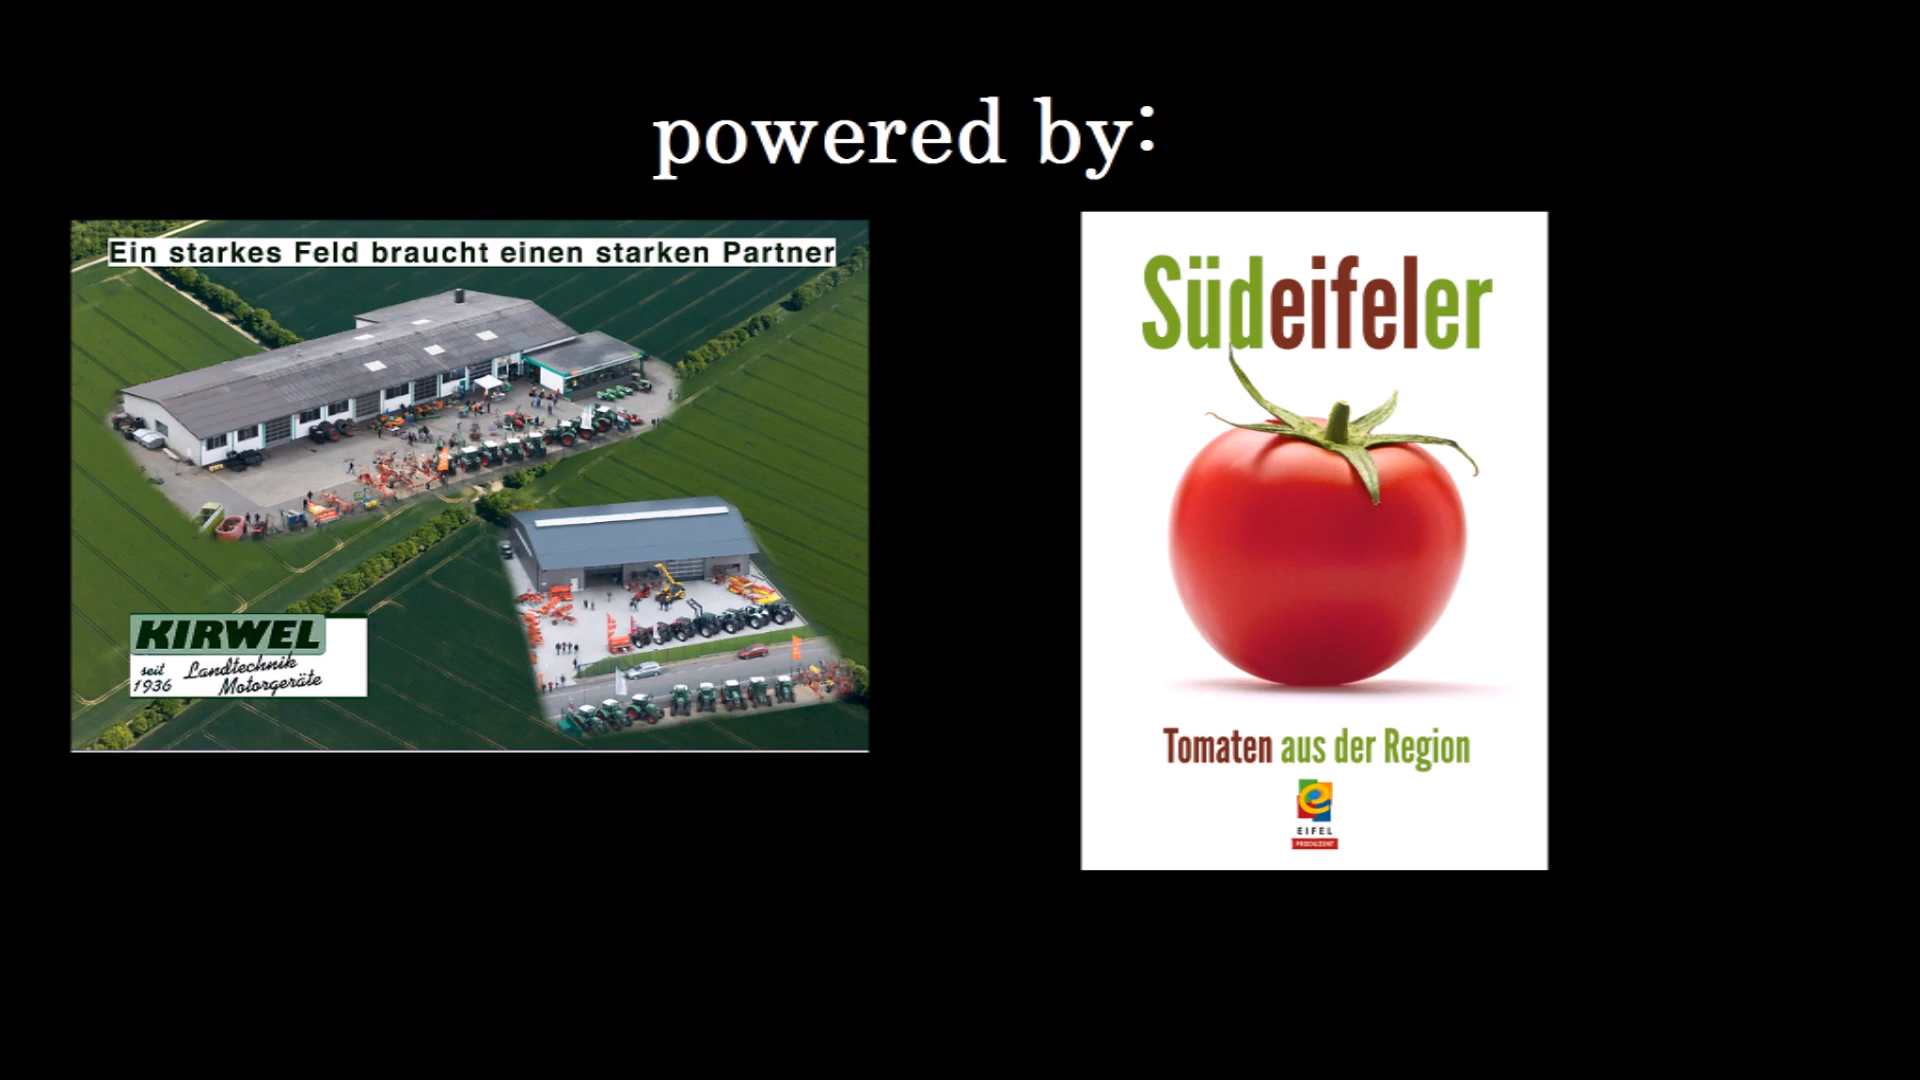 powered by:
Ein starkes Feld braucht einen starken Partner
KIRWEL
seit
1936
Landtechnik
Motorgeräte
Südeifeler
Tomaten aus der Region
e
EIFEL
PRODUZENT